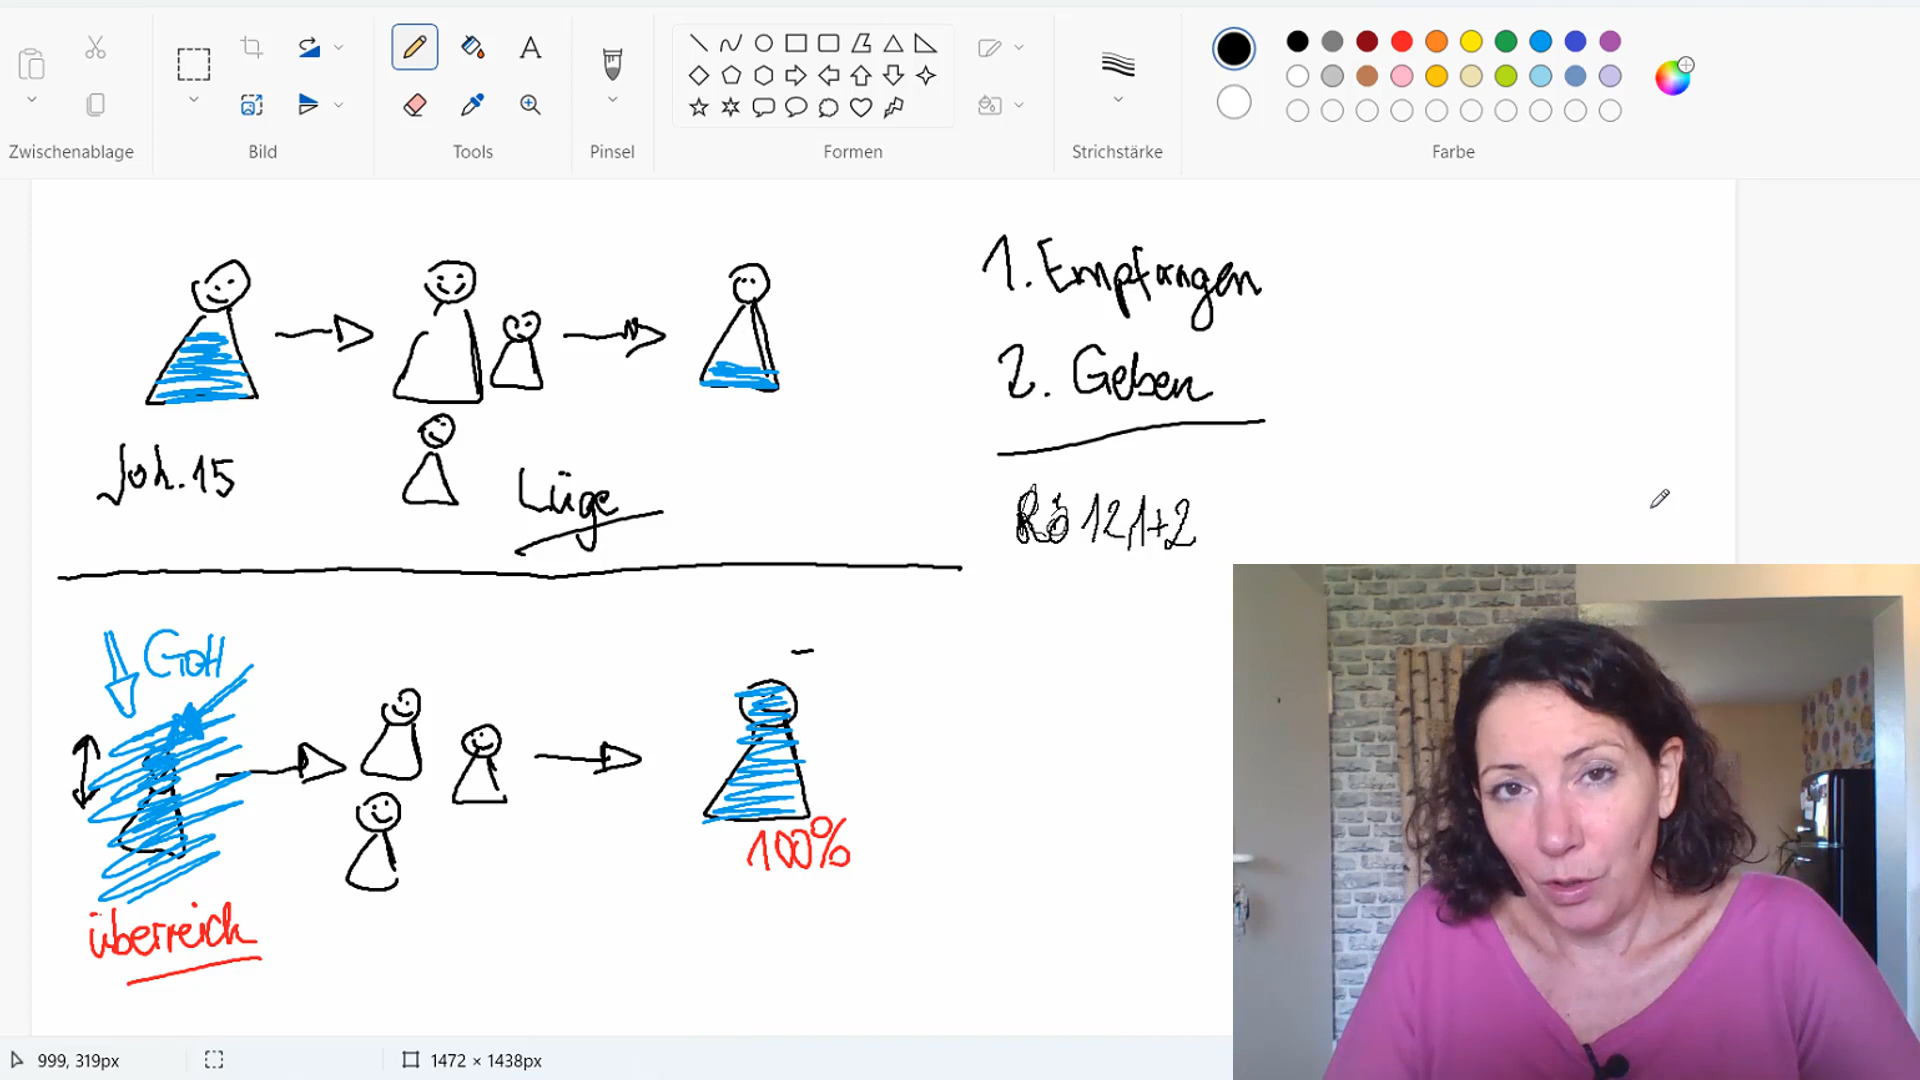 Zwischenablage
Bild
Tools
Pinsel
Formen
Strichstärke
Farbe
1. Empfangen
2. Geben
Joh. 15
Lüge
Rö 12,1+2
Gott
überreich
100%
999, 319px
1472 × 1438px